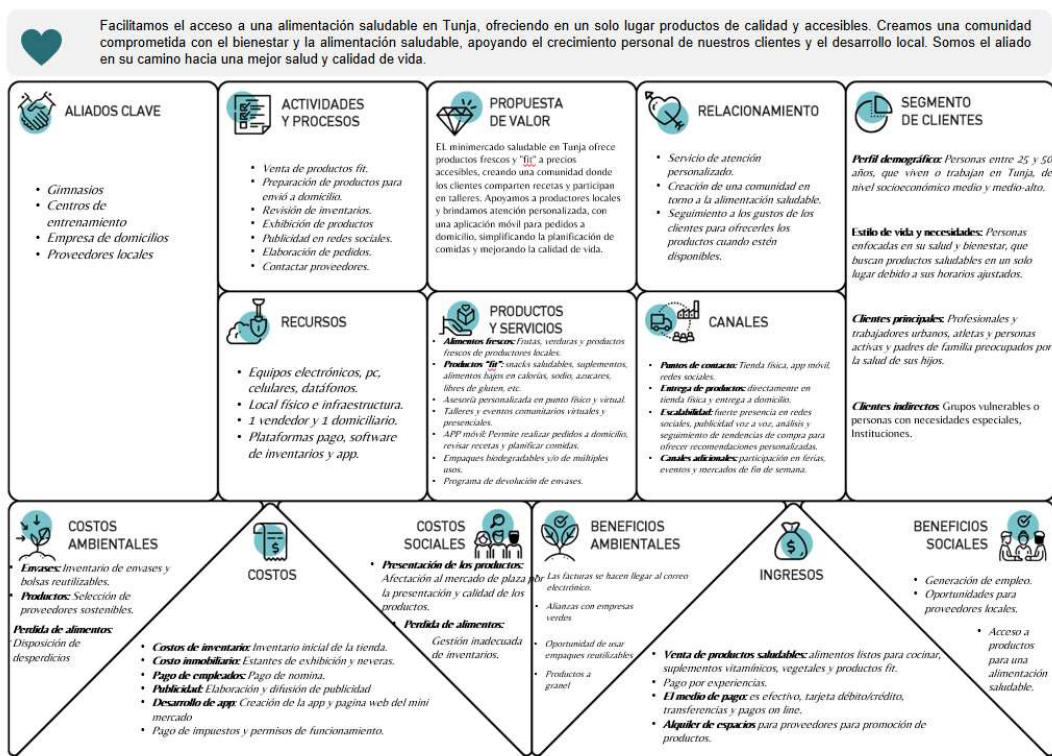 Facilitamos el acceso a una alimentación saludable en Tunja, ofreciendo en un solo lugar productos de calidad y accesibles. Creamos una comunidad
comprometida con el bienestar y la alimentación saludable, apoyando el crecimiento personal de nuestros clientes y el desarrollo local. Somos el aliado
en su camino hacia una mejor salud y calidad de vida.
ALIADOS CLAVE
• Gimnasios
• Centros de
entrenamiento
• Empresa de domicilios
• Proveedores locales
ACTIVIDADES
Y PROCESOS
• Venta de productos fit.
• Preparación de productos para
envió a domicilio.
• Revisión de inventarios.
• Exhibición de productos
• Publicidad en redes sociales.
• Elaboración de pedidos.
• Contactar proveedores.
RECURSOS
• Equipos electrónicos, pc,
celulares, datáfonos.
• Local físico e infraestructura.
• 1 vendedor y 1 domiciliario.
• Plataformas pago, software
de inventarios y app.
PROPUESTA
DE VALOR
EL minimercado saludable en Tunja ofrece
productos frescos y "fit" a precios
accesibles, creando una comunidad donde
los clientes comparten recetas y participan
en talleres. Apoyamos a productores locales
y brindamos atención personalizada, con
una aplicación móvil para pedidos a
domicilio, simplificando la planificación de
comidas y mejorando la calidad de vida.
PRODUCTOS
Y SERVICIOS
• Alimentos frescos: Frutas, verduras y productos
frescos de productores locales.
• Productos "fit": snacks saludables, suplementos,
alimentos bajos en calorías, sodio, azucares,
libres de gluten, etc.
• Asesoría personalizada en punto físico y virtual.
• Talleres y eventos comunitarios virtuales y
presenciales.
• APP móvil: Permite realizar pedidos a domicilio,
revisar recetas y planificar comidas.
• Empaques biodegradables y/o de múltiples
usos.
• Programa de devolución de envases.
RELACIONAMIENTO
• Servicio de atención
personalizado.
• Creación de una comunidad en
torno a la alimentación saludable.
• Seguimiento a los gustos de los
clientes para ofrecerles los
productos cuando estén
disponibles.
CANALES
• Puntos de contacto: Tienda física, app móvil,
redes sociales.
• Entrega de productos: directamente en
tienda física y entrega a domicilio.
• Escalabilidad: fuerte presencia en redes
sociales, publicidad voz a voz, análisis y
seguimiento de tendencias de compra para
ofrecer recomendaciones personalizadas.
• Canales adicionales: participación en ferias,
eventos y mercados de fin de semana.
SEGMENTO
DE CLIENTES
Perfil demográfico: Personas entre 25 y 50
años, que viven o trabajan en Tunja, de
nivel socioeconómico medio y medio-alto.
Estilo de vida y necesidades: Personas
enfocadas en su salud y bienestar, que
buscan productos saludables en un solo
lugar debido a sus horarios ajustados.
Clientes principales: Profesionales y
trabajadores urbanos, atletas y personas
activas y padres de familia preocupados por
la salud de sus hijos.
Clientes indirectos: Grupos vulnerables o
personas con necesidades especiales,
Instituciones.
COSTOS
AMBIENTALES
• Envases: Inventario de envases y
bolsas reutilizables.
• Productos: Selección de
proveedores sostenibles.
Perdida de alimentos:
Disposición de
desperdicios
COSTOS
• Costos de inventario: Inventario inicial de la tienda.
• Costo inmobiliario: Estantes de exhibición y neveras.
• Pago de empleados: Pago de nomina.
• Publicidad: Elaboración y difusión de publicidad
• Desarrollo de app: Creación de la app y pagina web del mini
mercado
• Pago de impuestos y permisos de funcionamiento.
COSTOS
SOCIALES
• Presentación de los productos:
Afectación al mercado de plaza por
la presentación y calidad de los
productos.
• Perdida de alimentos:
Gestión inadecuada
de inventarios.
BENEFICIOS
AMBIENTALES
• Las facturas se hacen llegar al correo
electrónico.
• Alianzas con empresas
verdes
• Oportunidad de usar
empaques reutilizables
• Productos a
granel
INGRESOS
• Venta de productos saludables: alimentos listos para cocinar,
suplementos vitamínicos, vegetales y productos fit.
• Pago por experiencias.
• El medio de pago: es efectivo, tarjeta débito/crédito,
transferencias y pagos on line.
• Alquiler de espacios para proveedores para promoción de
productos.
BENEFICIOS
SOCIALES
• Generación de empleo.
• Oportunidades para
proveedores locales.
• Acceso a
productos
para una
alimentación
saludable.